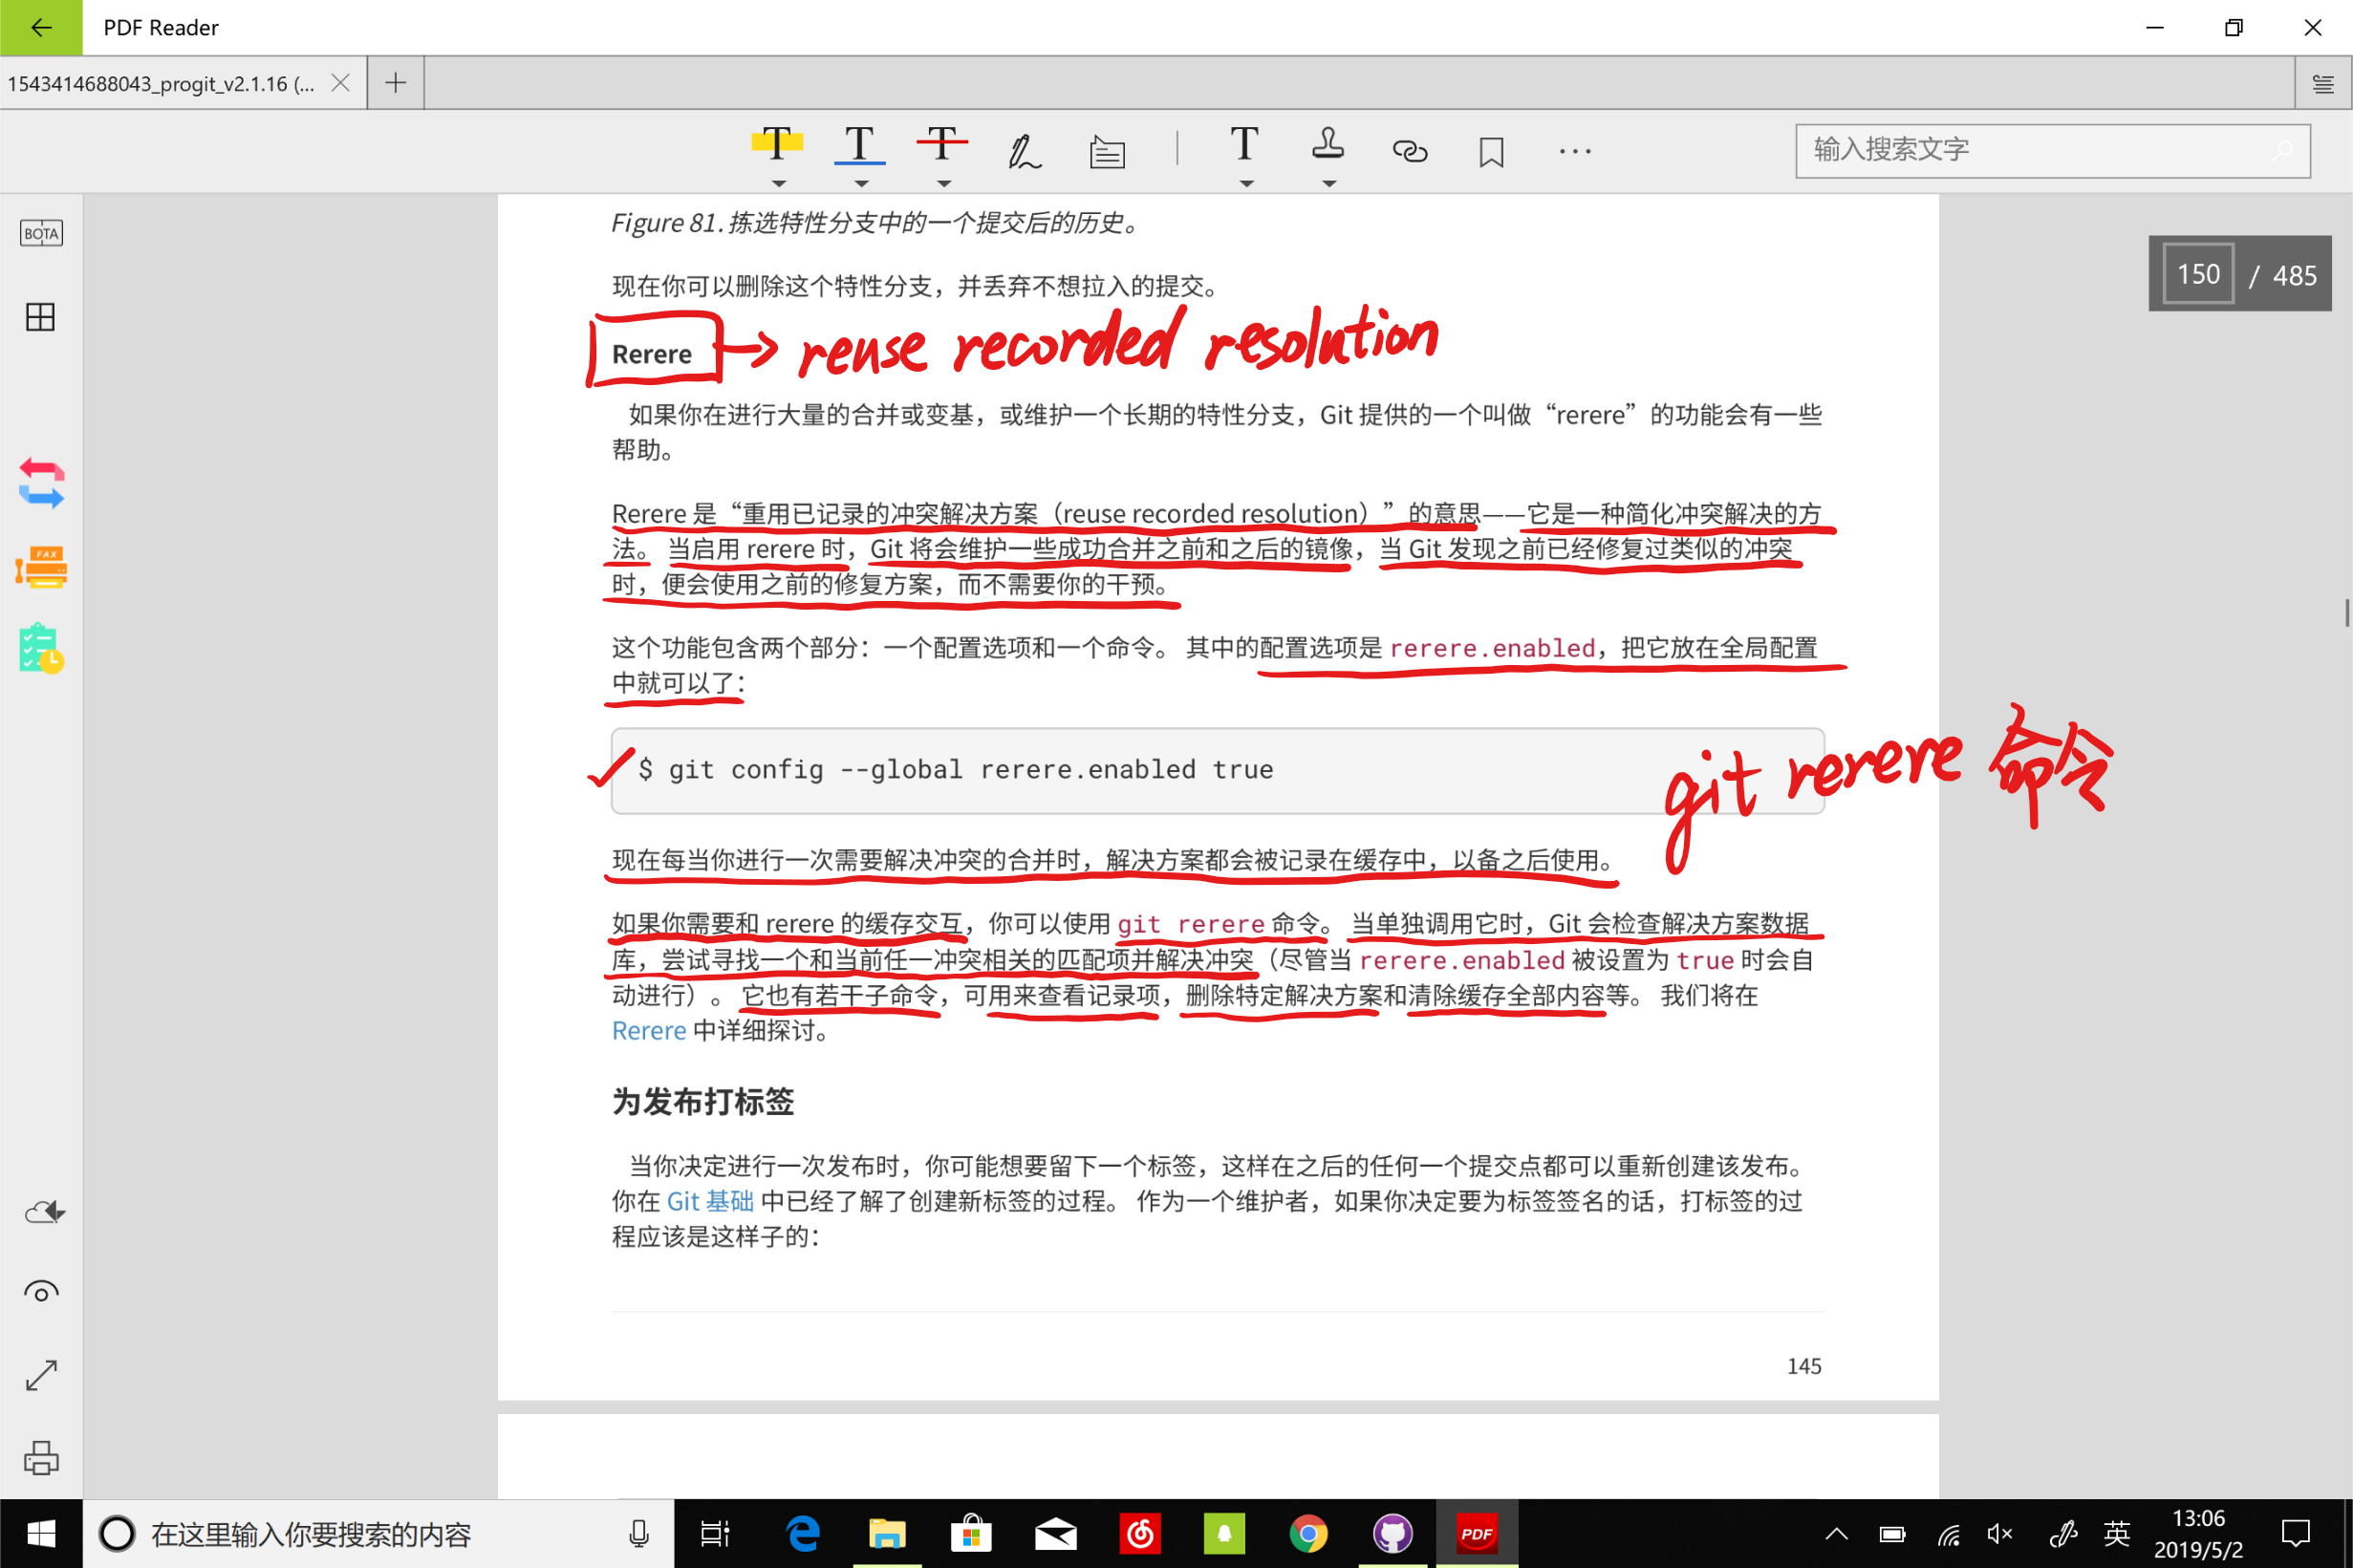 PDF Reader
1543414688043_progit_v2.1.16 (...
T T T T
输入搜索文字
BOTA
150 / 485
FAX
Figure 81. 拣选特性分支中的一个提交后的历史。
现在你可以删除这个特性分支，并丢弃不想拉入的提交。
Rerere → reuse recorded resolution
如果你在进行大量的合并或变基，或维护一个长期的特性分支，Git 提供的一个叫做“rerere”的功能会有一些
帮助。
Rerere 是“重用已记录的冲突解决方案（reuse recorded resolution）”的意思——它是一种简化冲突解决的方
法。 当启用 rerere 时，Git 将会维护一些成功合并之前和之后的镜像，当 Git 发现之前已经修复过类似的冲突
时，便会使用之前的修复方案，而不需要你的干预。
这个功能包含两个部分：一个配置选项和一个命令。 其中的配置选项是 rerere.enabled，把它放在全局配置
中就可以了：
$ git config --global rerere.enabled true
git rerere 命令
现在每当你进行一次需要解决冲突的合并时，解决方案都会被记录在缓存中，以备之后使用。
如果你需要和 rerere 的缓存交互，你可以使用 git rerere 命令。 当单独调用它时，Git 会检查解决方案数据
库，尝试寻找一个和当前任一冲突相关的匹配项并解决冲突（尽管当 rerere.enabled 被设置为 true 时会自
动进行）。 它也有若干子命令，可用来查看记录项，删除特定解决方案和清除缓存全部内容等。 我们将在
Rerere 中详细探讨。
为发布打标签
当你决定进行一次发布时，你可能想要留下一个标签，这样在之后的任何一个提交点都可以重新创建该发布。
你在 Git 基础 中已经了解了创建新标签的过程。 作为一个维护者，如果你决定要为标签签名的话，打标签的过
程应该是这样子的：
145
在这里输入你要搜索的内容
PDF
英
13:06
2019/5/2